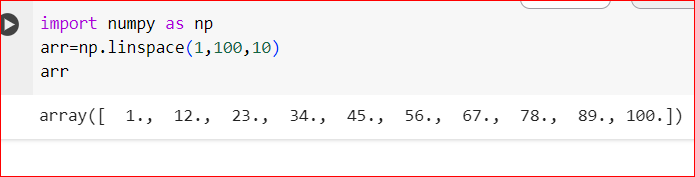 import numpy as np
arr=np.linspace(1,100,10)
arr
array([  1.,  12.,  23.,  34.,  45.,  56.,  67.,  78.,  89., 100.])